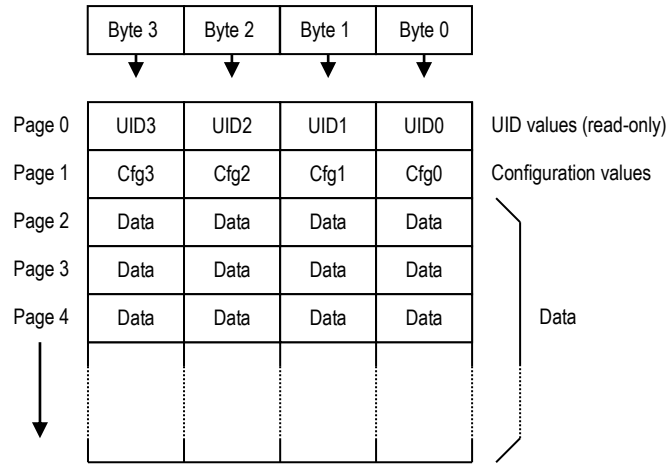 Byte 3 Byte 2 Byte 1 Byte 0
Page 0 UID3 UID2 UID1 UID0 UID values (read-only)
Page 1 Cfg3 Cfg2 Cfg1 Cfg0 Configuration values
Page 2 Data Data Data Data
Page 3 Data Data Data Data
Page 4 Data Data Data Data Data